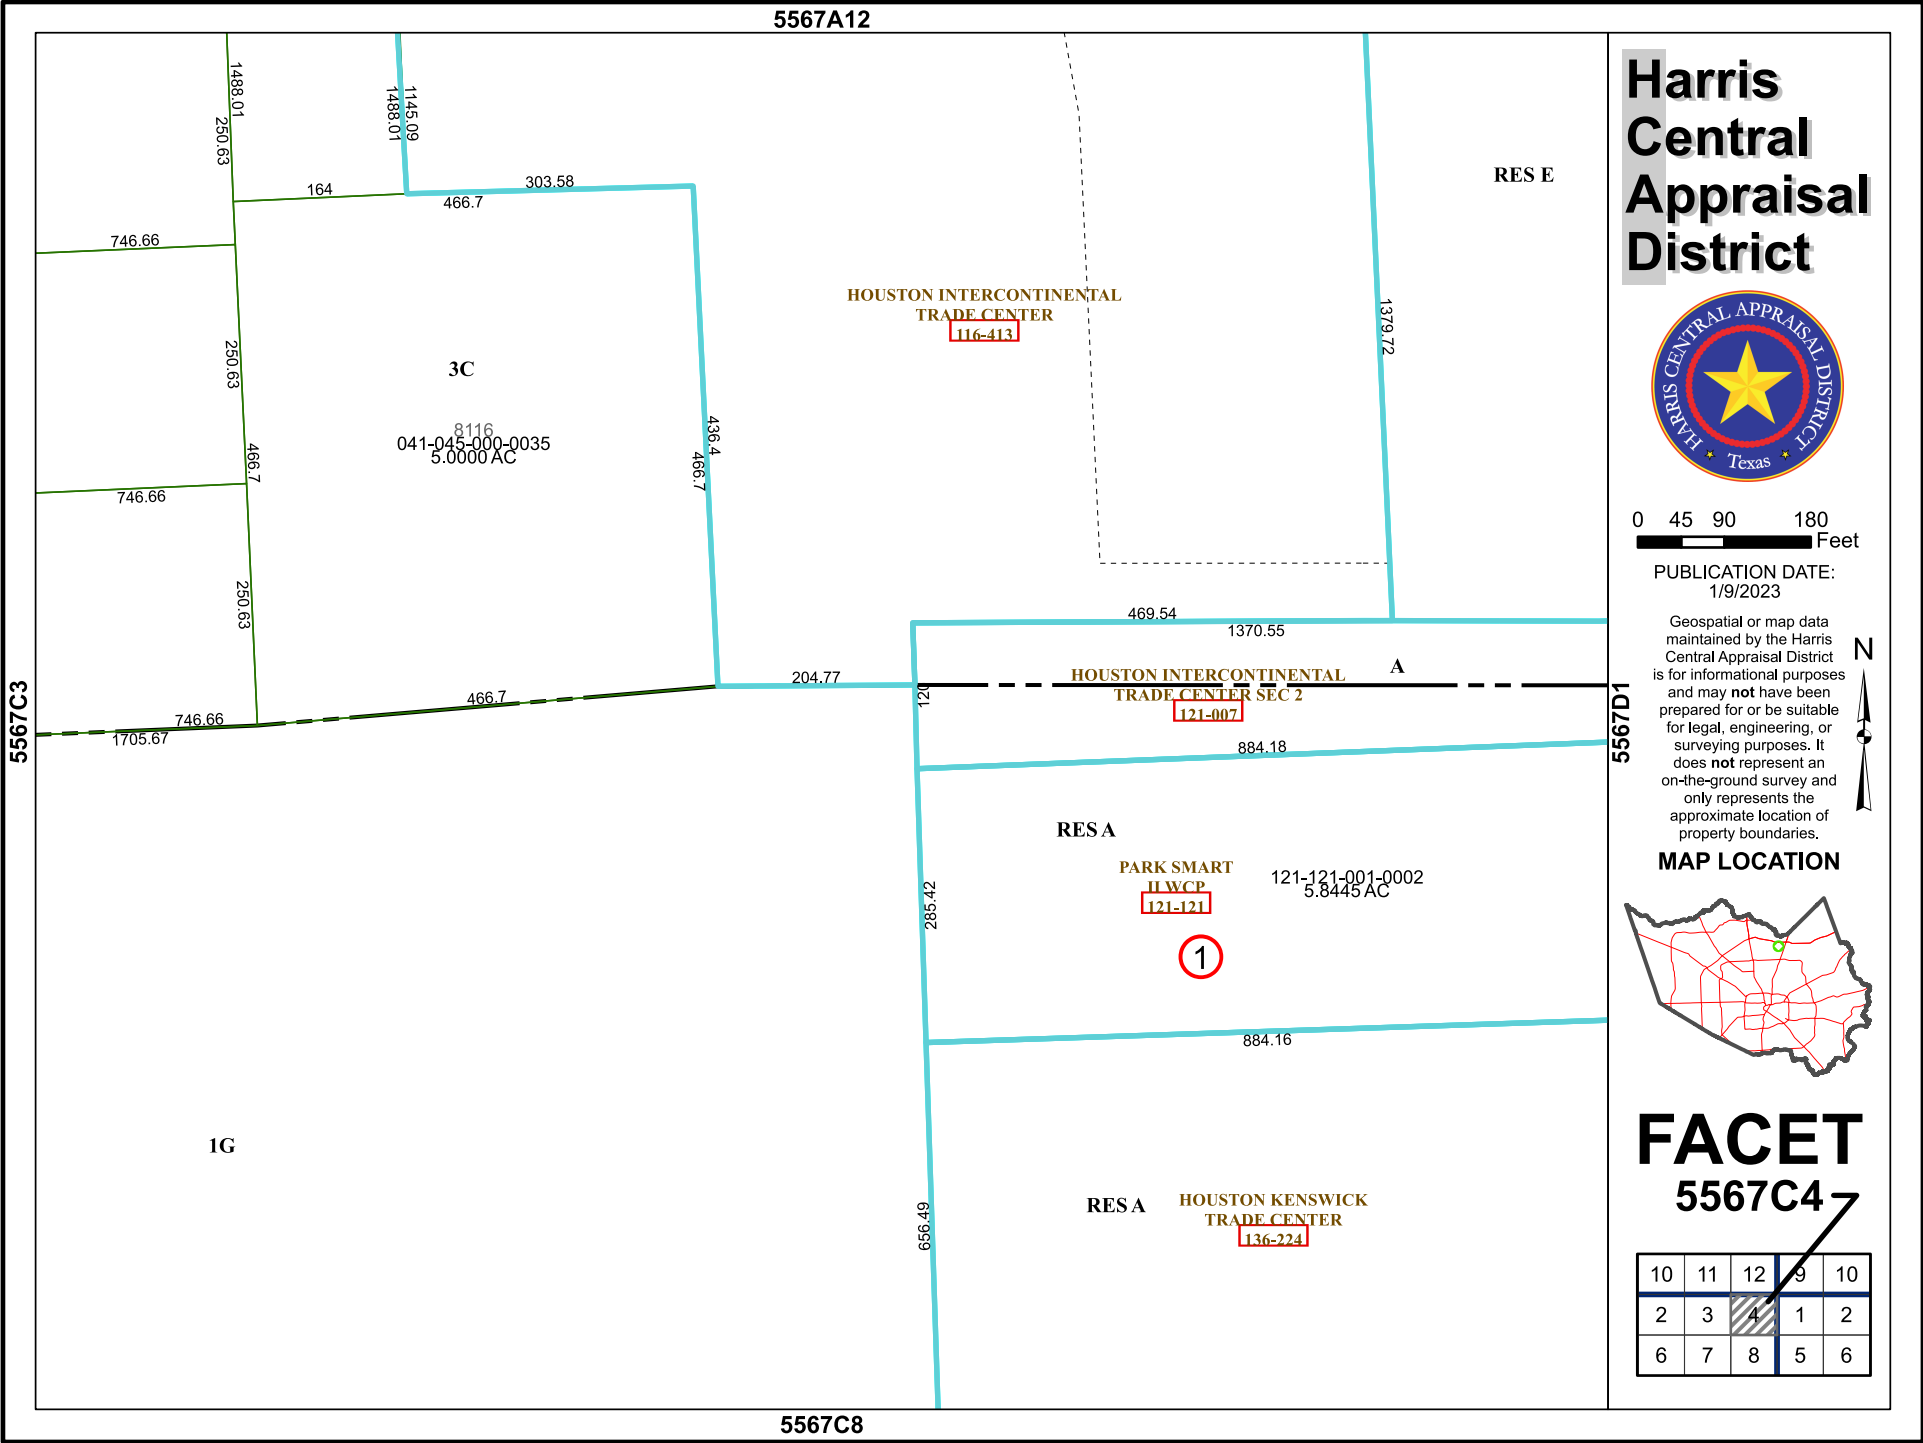 5567A12
1488.01
250.63
1488.01
1145.09
164
303.58
466.7
746.66
RES E
HOUSTON INTERCONTINENTAL
TRADE CENTER
116-413
1379.72
250.63
3C
8116
041-045-000-0035
5.0000 AC
436.4
466.7
466.7
746.66
250.63
469.54
1370.55
A
HOUSTON INTERCONTINENTAL
TRADE CENTER SEC 2
121-007
204.77
120
466.7
746.66
1705.67
884.18
RES A
PARK SMART
II WCP
121-121
121-121-001-0002
5.8445 AC
285.42
1
884.16
1G
RES A
HOUSTON KENSWICK
TRADE CENTER
136-224
656.49
5567C3
5567D1
5567C8
Harris
Central
Appraisal
District
HARRIS CENTRAL APPRAISAL DISTRICT
Texas
0 45 90 180
Feet
PUBLICATION DATE:
1/9/2023
Geospatial or map data
maintained by the Harris
Central Appraisal District
is for informational purposes
and may not have been
prepared for or be suitable
for legal, engineering, or
surveying purposes. It
does not represent an
on-the-ground survey and
only represents the
approximate location of
property boundaries.
N
MAP LOCATION
FACET
5567C4
10 11 12 9 10
2 3 4 1 2
6 7 8 5 6